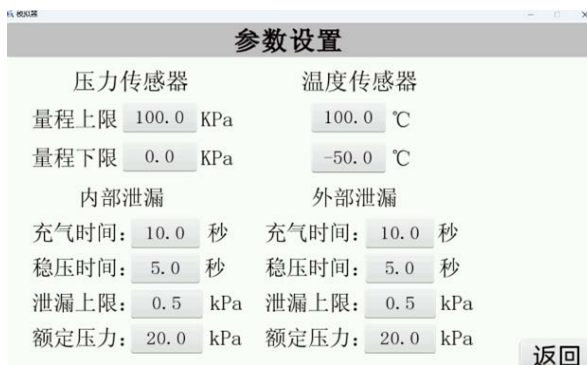 模拟器
参数设置
压力传感器 温度传感器
量程上限 100.0 KPa 100.0 ℃
量程下限 0.0 KPa -50.0 ℃
内部泄漏 外部泄漏
充气时间: 10.0 秒 充气时间: 10.0 秒
稳压时间: 5.0 秒 稳压时间: 5.0 秒
泄漏上限: 0.5 kPa 泄漏上限: 0.5 kPa
额定压力: 20.0 kPa 额定压力: 20.0 kPa
返回